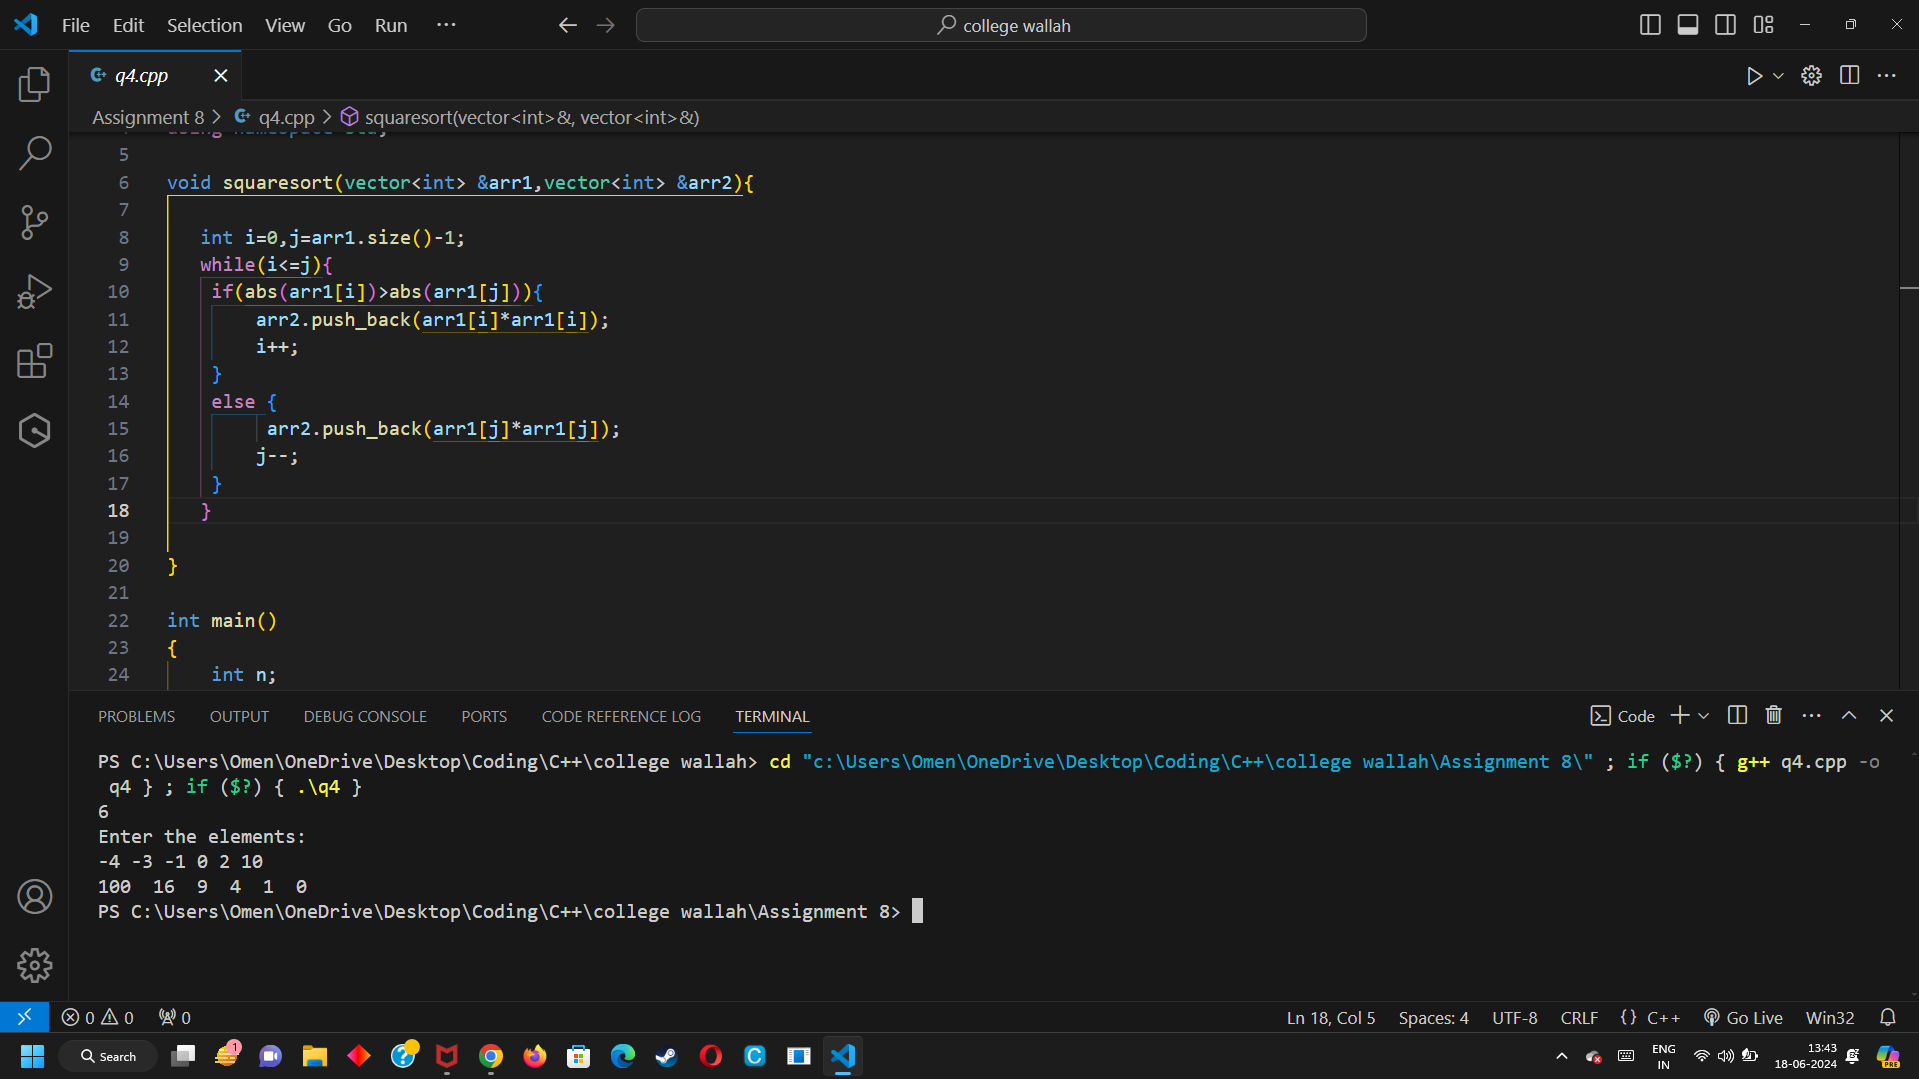 File Edit Selection View Go Run ···
college wallah
q4.cpp
Assignment 8 > q4.cpp > squaresort(vector<int>&, vector<int>&)
5
6 void squaresort(vector<int> &arr1,vector<int> &arr2){
7
8 int i=0,j=arr1.size()-1;
9 while(i<=j){
10 if(abs(arr1[i])>abs(arr1[j])){
11 arr2.push_back(arr1[i]*arr1[i]);
12 i++;
13 }
14 else {
15 arr2.push_back(arr1[j]*arr1[j]);
16 j--;
17 }
18 }
19
20 }
21
22 int main()
23 {
24 int n;
PROBLEMS OUTPUT DEBUG CONSOLE PORTS CODE REFERENCE LOG TERMINAL
Code
PS C:\Users\Omen\OneDrive\Desktop\Coding\C++\college wallah> cd "c:\Users\Omen\OneDrive\Desktop\Coding\C++\college wallah\Assignment 8\" ; if ($?) { g++ q4.cpp -o
q4 } ; if ($?) { .\q4 }
6
Enter the elements:
-4 -3 -1 0 2 10
100 16 9 4 1 0
PS C:\Users\Omen\OneDrive\Desktop\Coding\C++\college wallah\Assignment 8>
0 0 0
Ln 18, Col 5 Spaces: 4 UTF-8 CRLF {} C++ Go Live Win32
Search
1
ENG
IN
13:43
18-06-2024
PRE